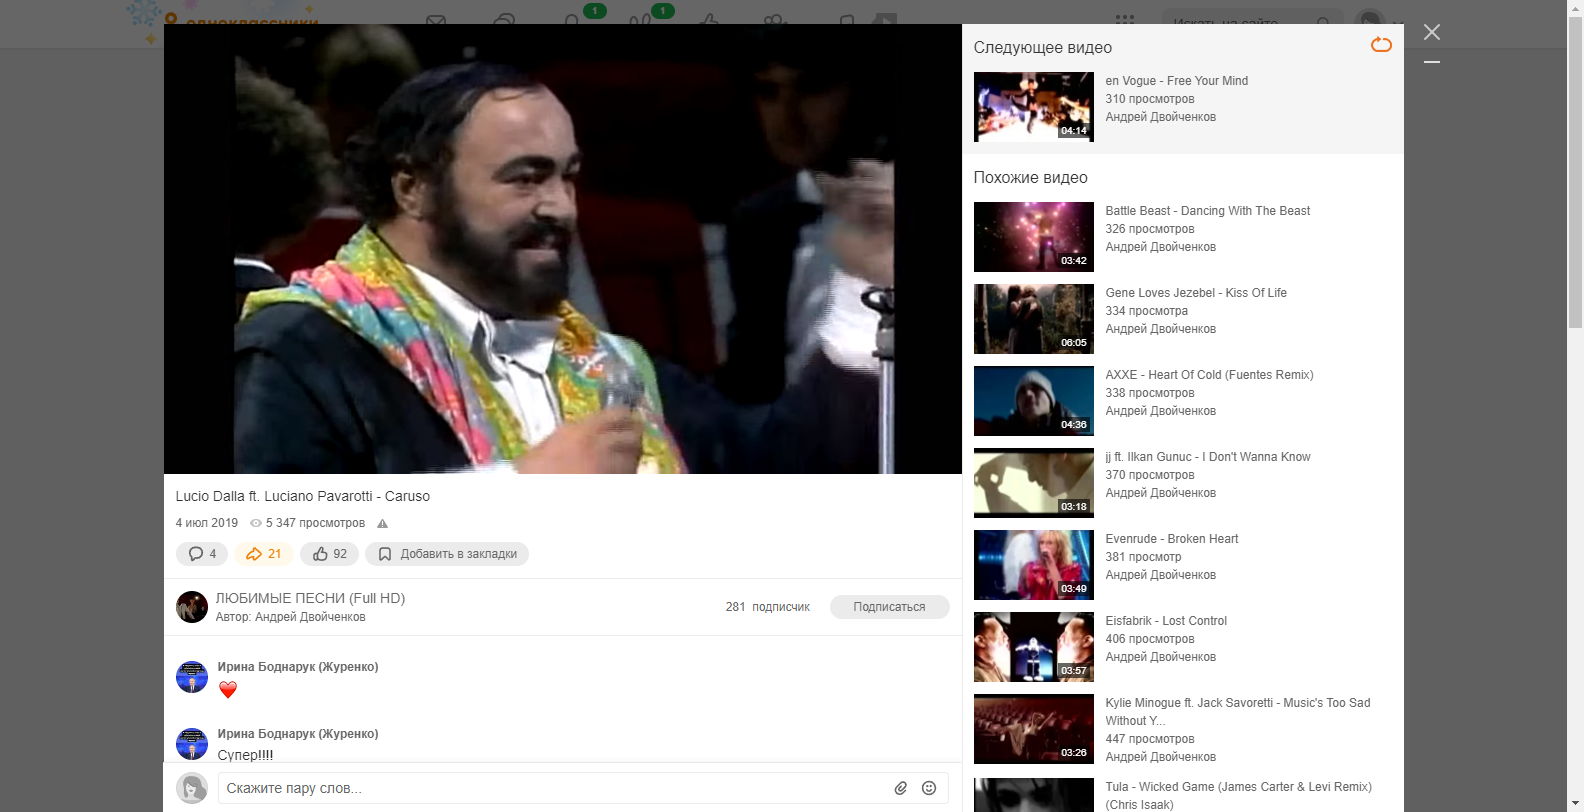 одноклассники
1
1
Искать на сайте
Lucio Dalla ft. Luciano Pavarotti - Caruso
4 июл 2019 5 347 просмотров
4 21 92 Добавить в закладки
ЛЮБИМЫЕ ПЕСНИ (Full HD)
Автор: Андрей Двойченков
281 подписчик Подписаться
Ирина Боднарук (Журенко)
Ирина Боднарук (Журенко)
Супер!!!!
Скажите пару слов...
Следующее видео
en Vogue - Free Your Mind
310 просмотров
Андрей Двойченков
04:14
Похожие видео
Battle Beast - Dancing With The Beast
326 просмотров
Андрей Двойченков
03:42
Gene Loves Jezebel - Kiss Of Life
334 просмотра
Андрей Двойченков
06:05
AXXE - Heart Of Cold (Fuentes Remix)
338 просмотров
Андрей Двойченков
04:36
jj ft. Ilkan Gunuc - I Don't Wanna Know
370 просмотров
Андрей Двойченков
03:18
Evenrude - Broken Heart
381 просмотр
Андрей Двойченков
03:49
Eisfabrik - Lost Control
406 просмотров
Андрей Двойченков
03:57
Kylie Minogue ft. Jack Savoretti - Music's Too Sad
Without Y...
447 просмотров
Андрей Двойченков
03:26
Tula - Wicked Game (James Carter & Levi Remix)
(Chris Isaak)